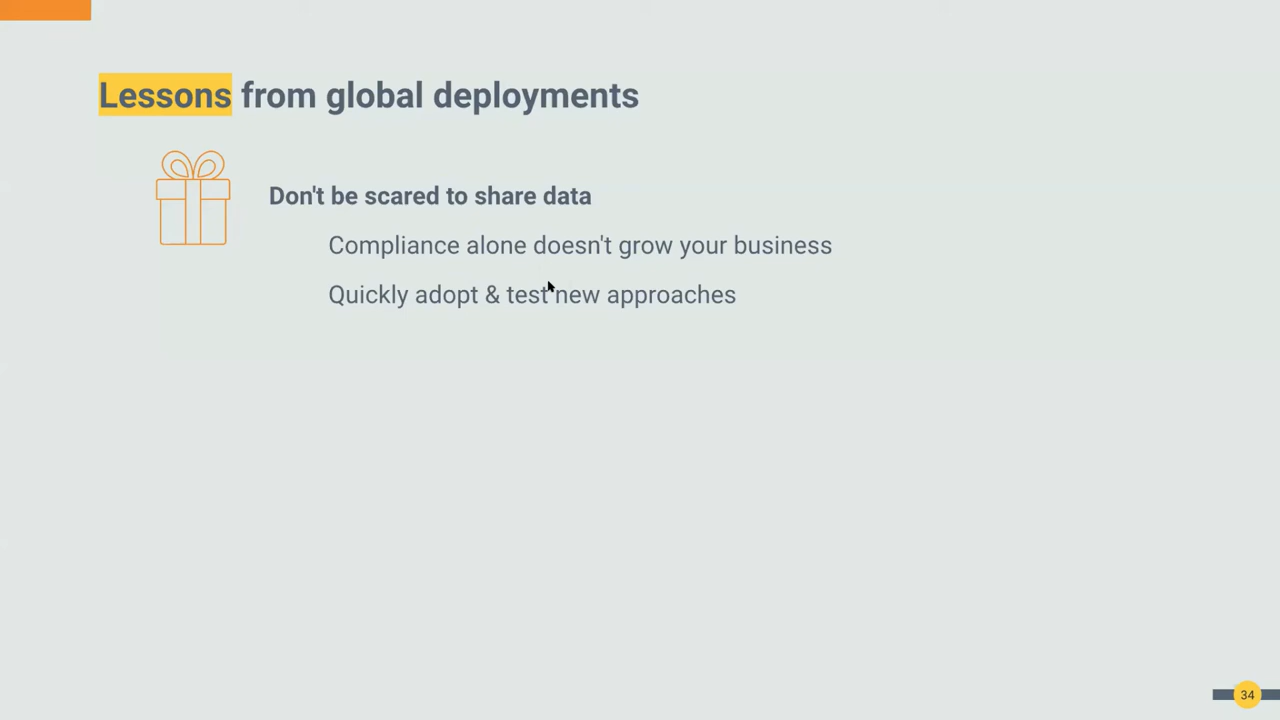 Lessons from global deployments
Don't be scared to share data
Compliance alone doesn't grow your business
Quickly adopt & test new approaches
34